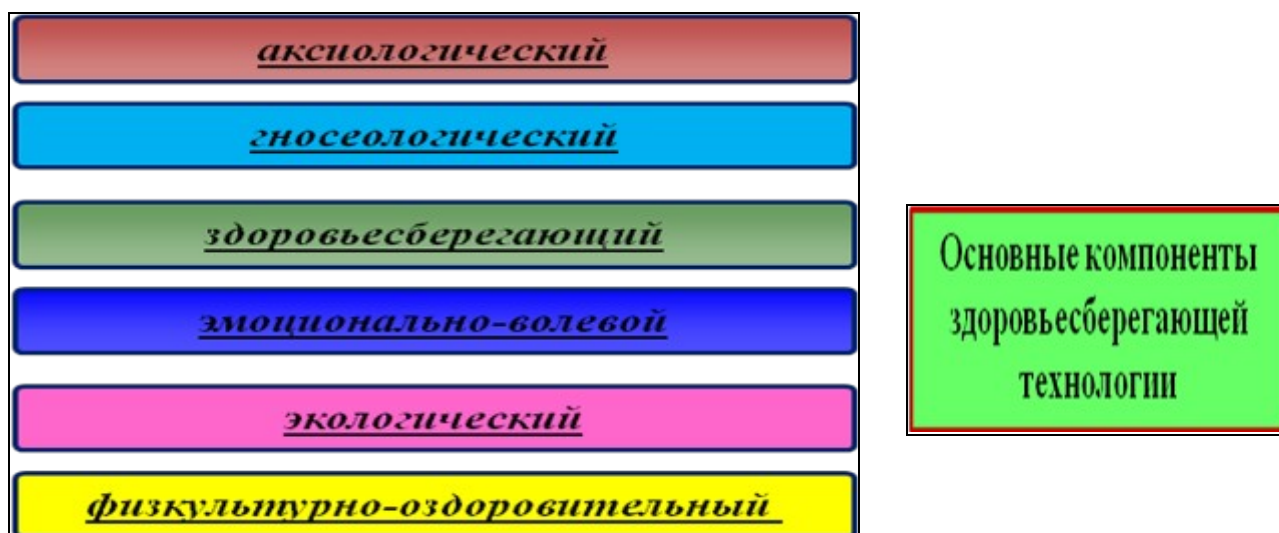 аксиологический
гносеологический
здоровьесберегающий
эмоционально-волевой
экологический
физкультурно-оздоровительный
Основные компоненты
здоровьесберегающей
технологии